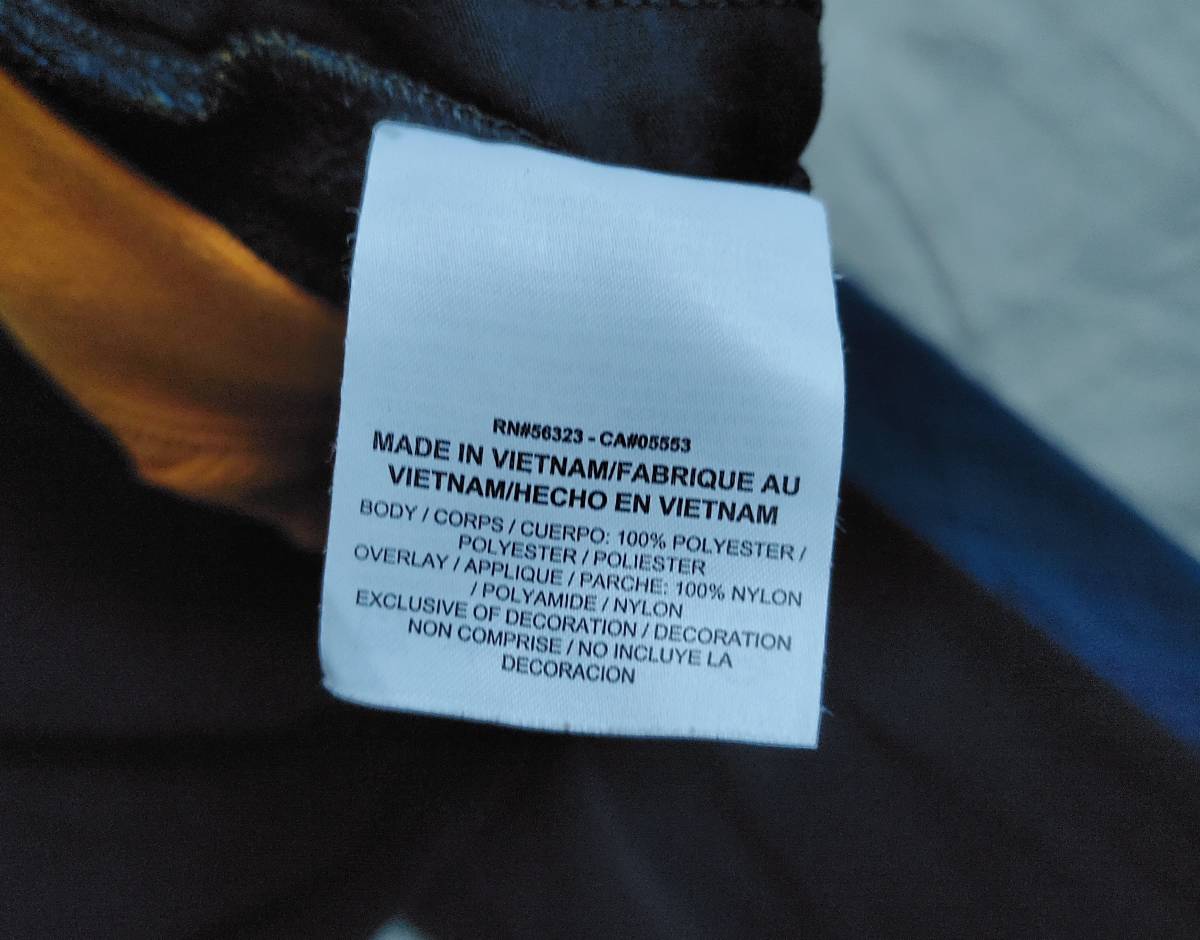 RN#56323 - CA#05553
MADE IN VIETNAM/FABRIQUE AU
VIETNAM/HECHO EN VIETNAM
BODY / CORPS / CUERPO: 100% POLYESTER /
POLYESTER / POLIESTER
OVERLAY / APPLIQUE / PARCHE: 100% NYLON
/ POLYAMIDE / NYLON
EXCLUSIVE OF DECORATION / DECORATION
NON COMPRISE / NO INCLUYE LA
DECORACION